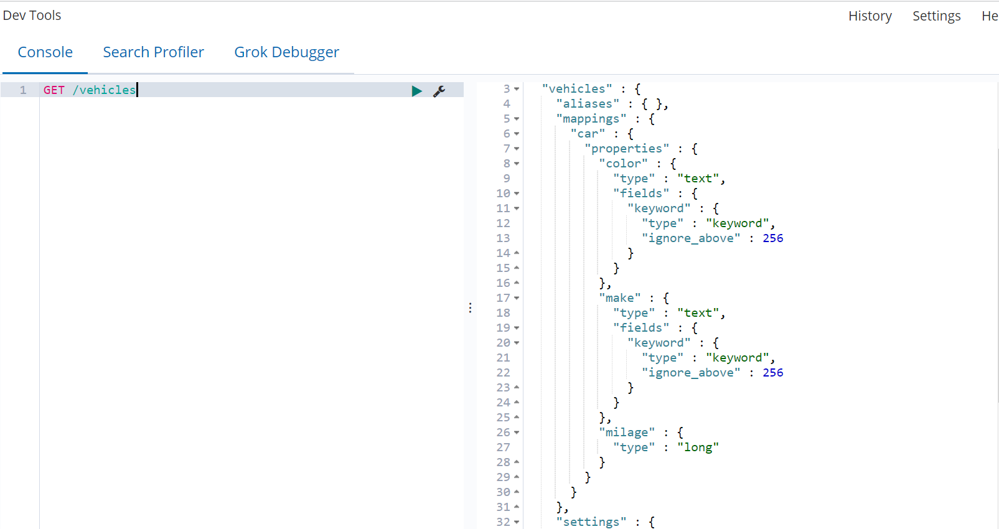 Dev Tools
History Settings He
Console Search Profiler Grok Debugger
1 GET /vehicles
3 "vehicles" : {
4 "aliases" : { },
5 "mappings" : {
6 "car" : {
7 "properties" : {
8 "color" : {
9 "type" : "text",
10 "fields" : {
11 "keyword" : {
12 "type" : "keyword",
13 "ignore_above" : 256
14 }
15 }
16 },
17 "make" : {
18 "type" : "text",
19 "fields" : {
20 "keyword" : {
21 "type" : "keyword",
22 "ignore_above" : 256
23 }
24 }
25 },
26 "milage" : {
27 "type" : "long"
28 }
29 }
30 }
31 },
32 "settings" : {